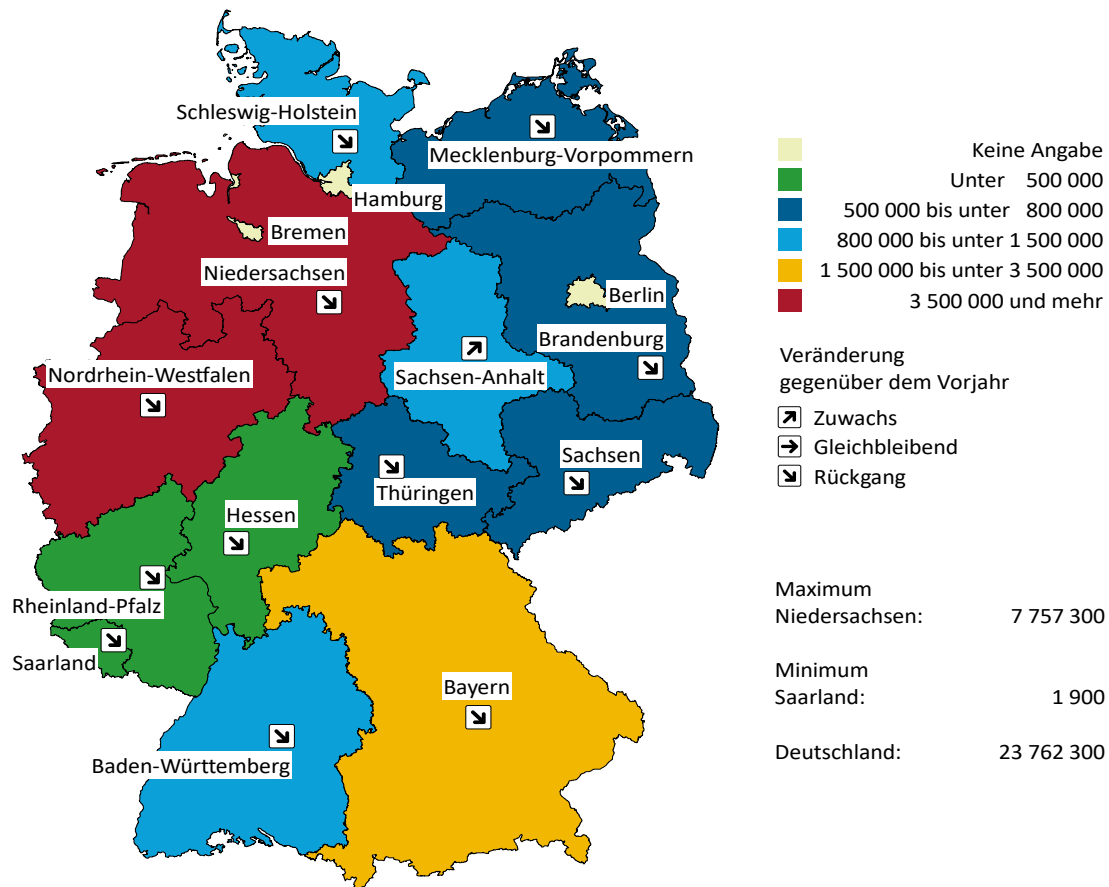 Schleswig-Holstein
Mecklenburg-Vorpommern
Hamburg
Bremen
Niedersachsen
Berlin
Brandenburg
Nordrhein-Westfalen
Sachsen-Anhalt
Sachsen
Thüringen
Hessen
Rheinland-Pfalz
Saarland
Bayern
Baden-Württemberg
Keine Angabe
Unter 500 000
500 000 bis unter 800 000
800 000 bis unter 1 500 000
1 500 000 bis unter 3 500 000
3 500 000 und mehr
Veränderung
gegenüber dem Vorjahr
Zuwachs
Gleichbleibend
Rückgang
Maximum
Niedersachsen: 7 757 300
Minimum
Saarland: 1 900
Deutschland: 23 762 300